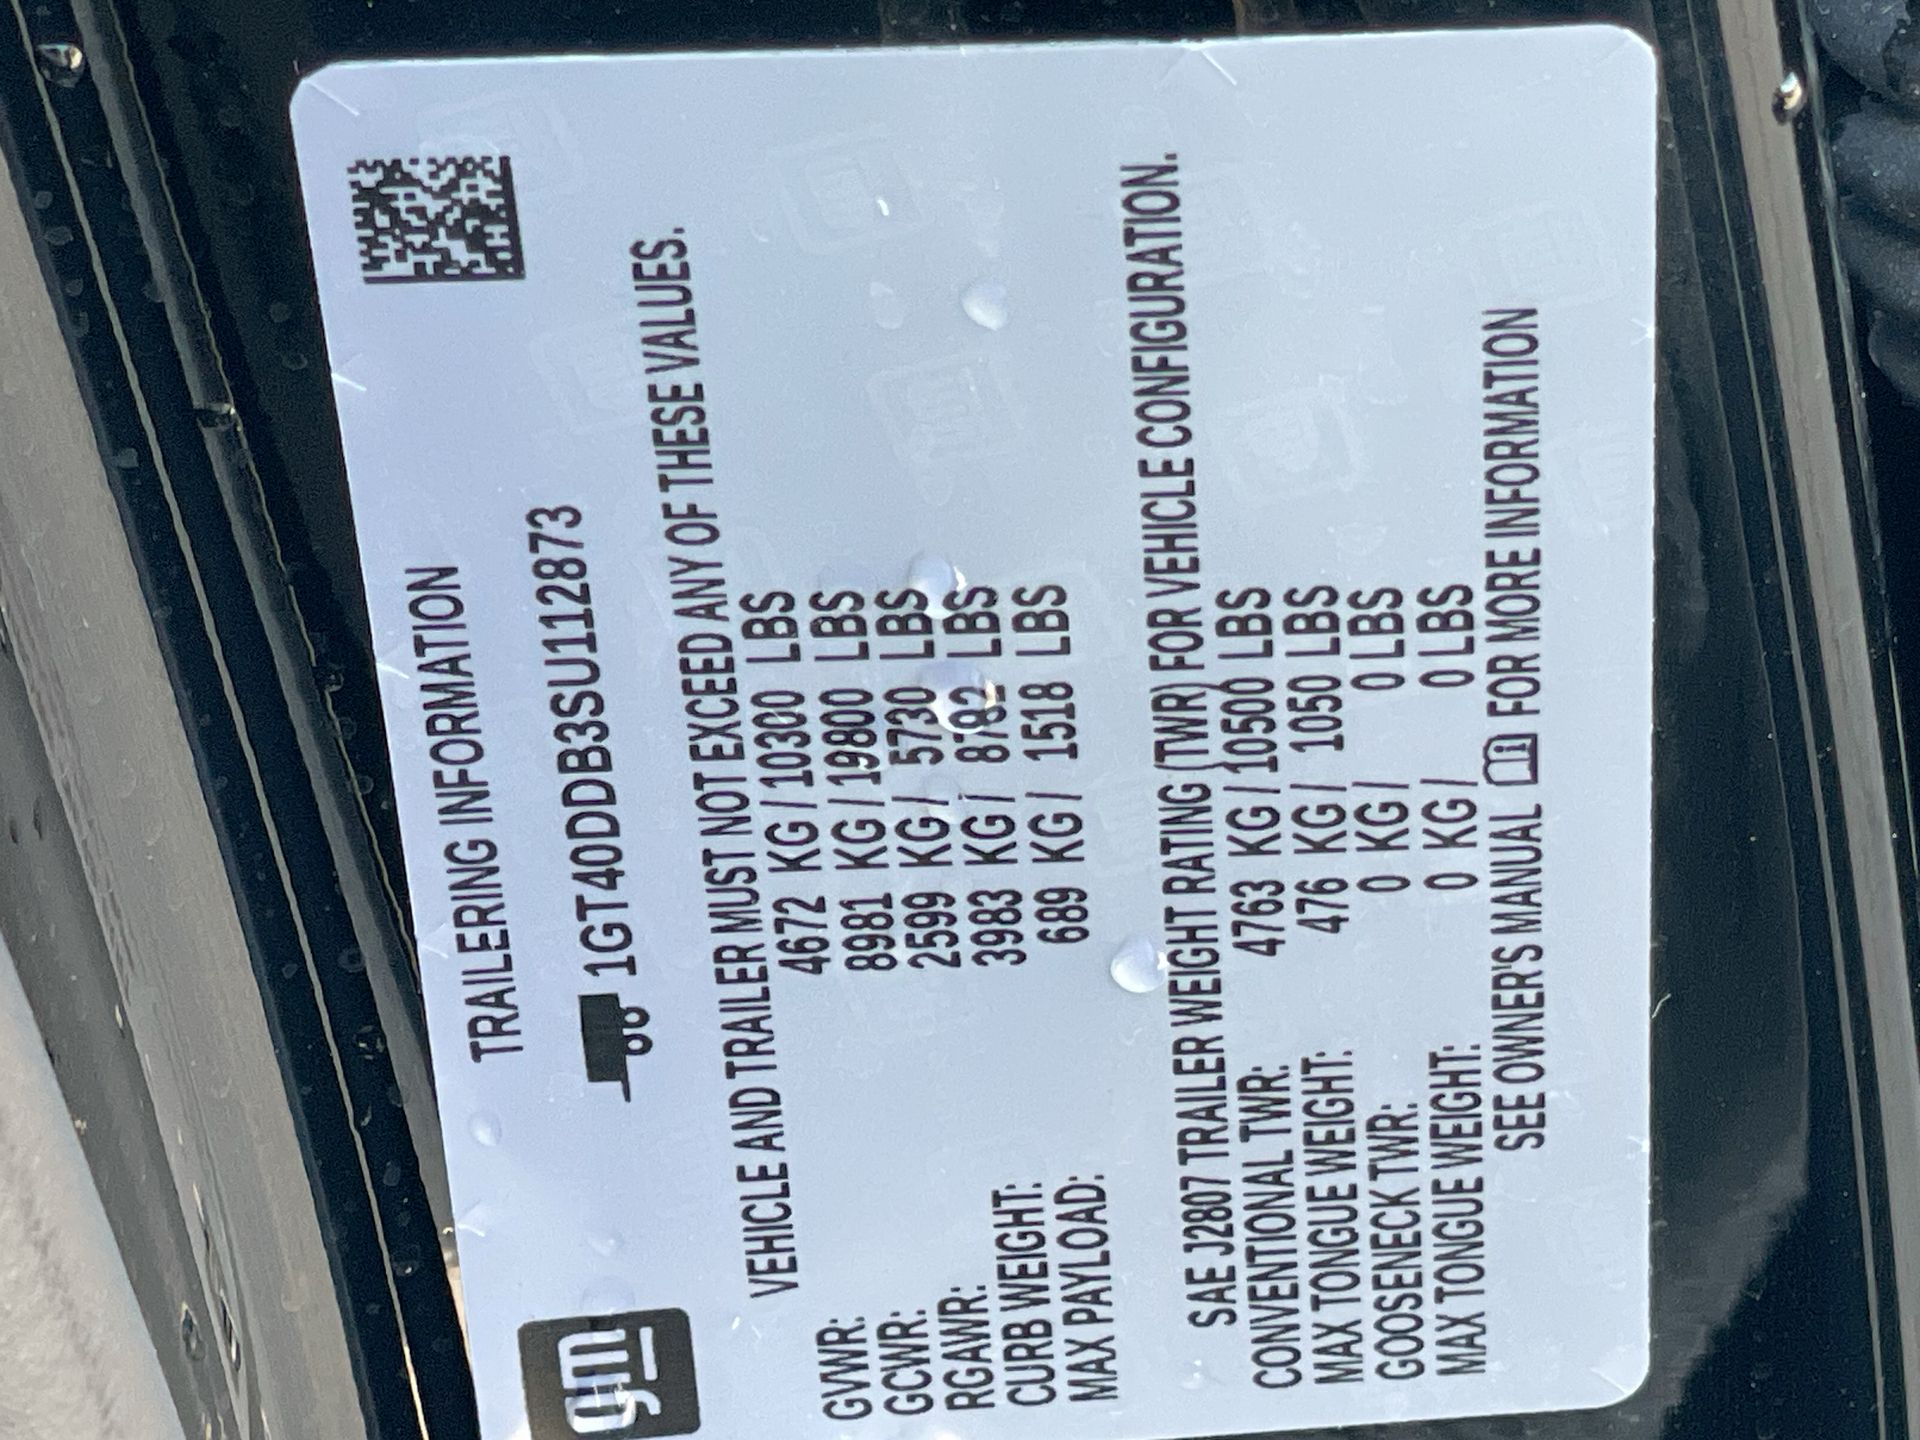 gm
TRAILERING INFORMATION
1GT40DDB3SU112873
VEHICLE AND TRAILER MUST NOT EXCEED ANY OF THESE VALUES.
GVWR: 4672 KG / 10300 LBS
GCWR: 8981 KG / 19800 LBS
RGAWR: 2599 KG / 5730 LBS
CURB WEIGHT: 3983 KG / 8782 LBS
MAX PAYLOAD: 689 KG / 1518 LBS
SAE J2807 TRAILER WEIGHT RATING (TWR) FOR VEHICLE CONFIGURATION.
CONVENTIONAL TWR: 4763 KG / 10500 LBS
MAX TONGUE WEIGHT: 476 KG / 1050 LBS
GOOSENECK TWR: 0 KG / 0 LBS
MAX TONGUE WEIGHT: 0 KG / 0 LBS
SEE OWNER'S MANUAL FOR MORE INFORMATION